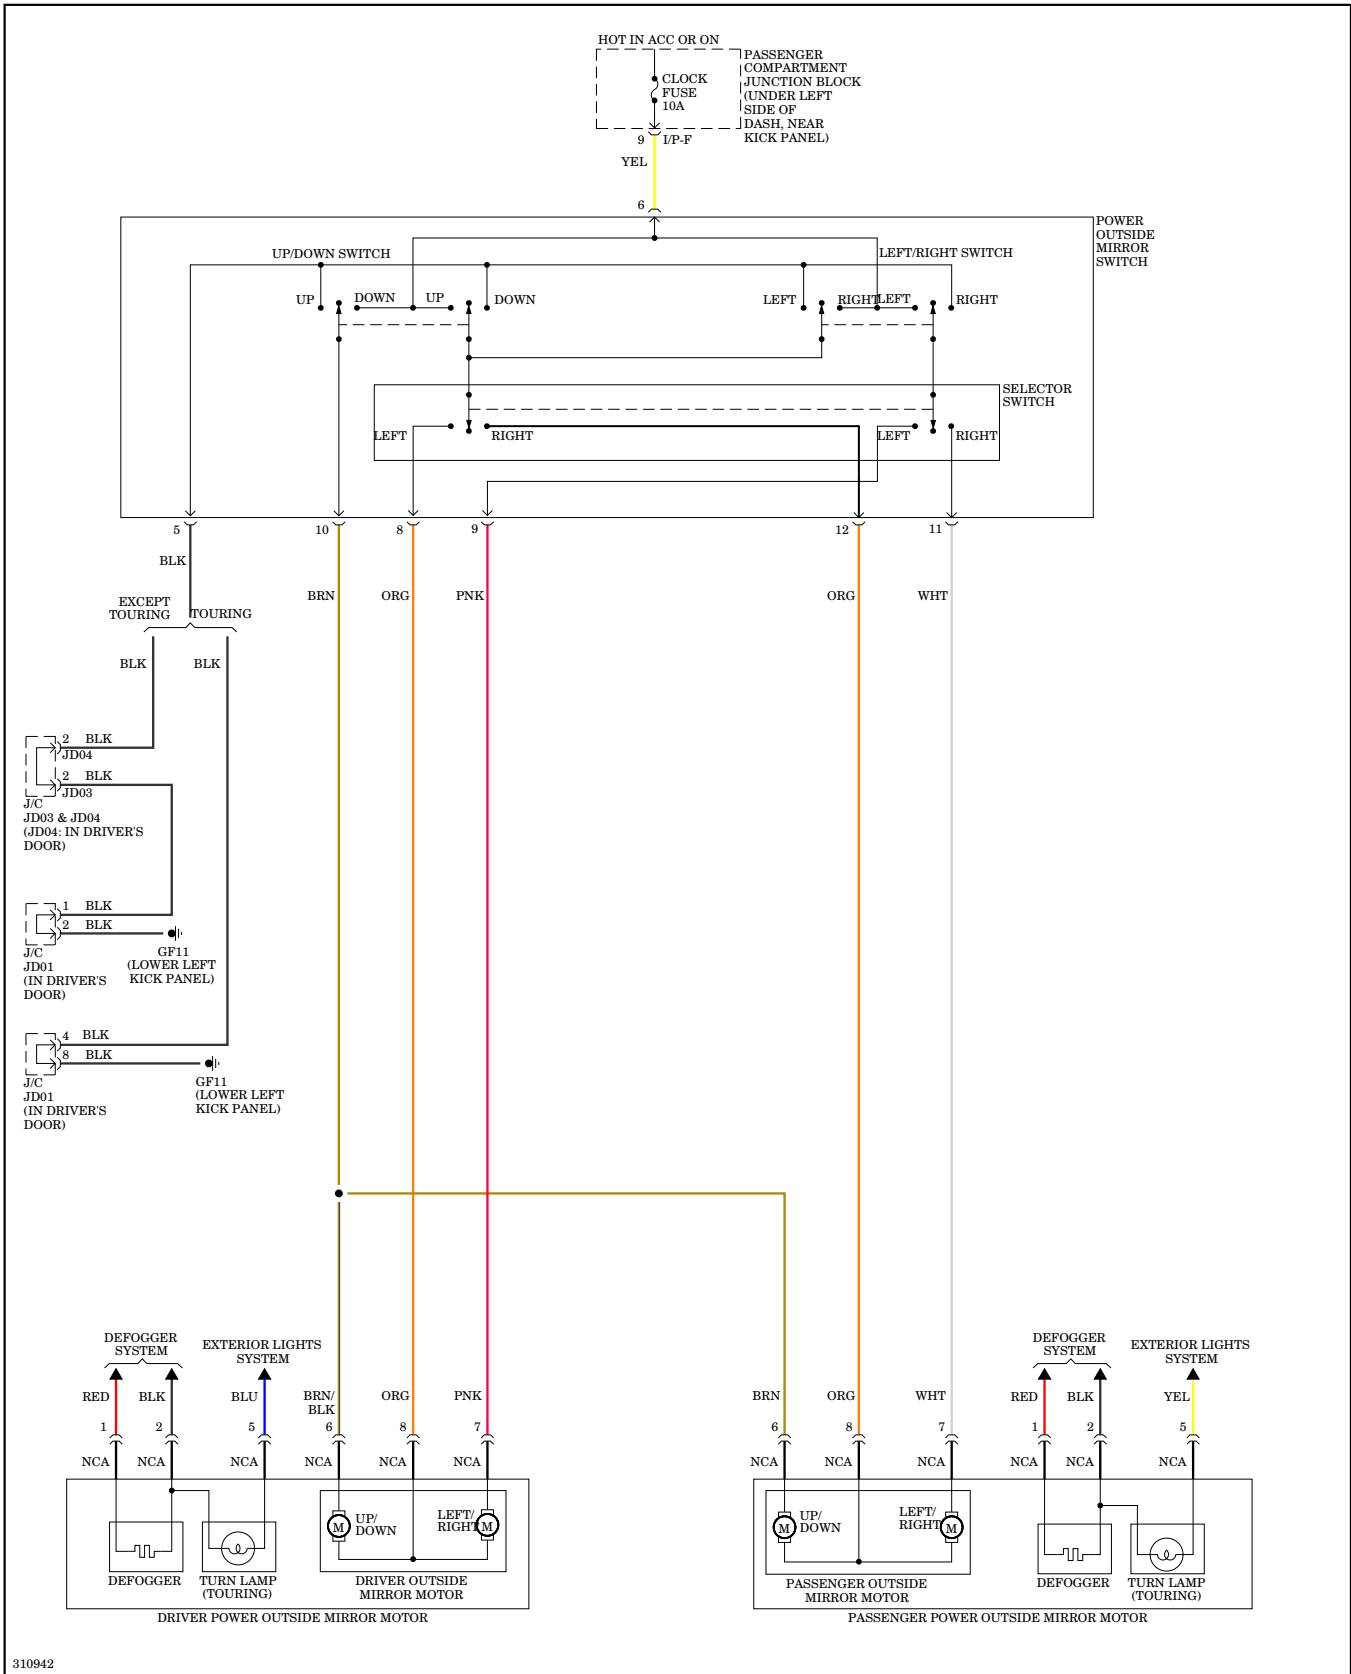 HOT IN ACC OR ON
PASSENGER
COMPARTMENT
JUNCTION BLOCK
(UNDER LEFT
SIDE OF
DASH, NEAR
KICK PANEL)
CLOCK
FUSE
10A
9 I/P-F
YEL
6
POWER
OUTSIDE
MIRROR
SWITCH
UP/DOWN SWITCH
LEFT/RIGHT SWITCH
UP DOWN UP DOWN LEFT RIGHT LEFT RIGHT
SELECTOR
SWITCH
LEFT RIGHT LEFT RIGHT
5 10 8 9 12 11
BLK
BRN ORG PNK ORG WHT
EXCEPT
TOURING
TOURING
BLK BLK
2 BLK
JD04
2 BLK
JD03
J/C
JD03 & JD04
(JD04: IN DRIVER'S
DOOR)
1 BLK
2 BLK
J/C
JD01
(IN DRIVER'S
DOOR)
GF11
(LOWER LEFT
KICK PANEL)
4 BLK
8 BLK
J/C
JD01
(IN DRIVER'S
DOOR)
GF11
(LOWER LEFT
KICK PANEL)
DEFOGGER
SYSTEM
EXTERIOR LIGHTS
SYSTEM
DEFOGGER
SYSTEM
EXTERIOR LIGHTS
SYSTEM
RED BLK BLU BRN/
BLK
ORG PNK BRN ORG WHT RED BLK YEL
1 2 5 6 8 7 6 8 7 1 2 5
NCA NCA NCA NCA NCA NCA NCA NCA NCA NCA NCA NCA
M
UP/
DOWN
LEFT/
RIGHT
M
M
UP/
DOWN
LEFT/
RIGHT
M
DEFOGGER
TURN LAMP
(TOURING)
DRIVER OUTSIDE
MIRROR MOTOR
PASSENGER OUTSIDE
MIRROR MOTOR
DEFOGGER
TURN LAMP
(TOURING)
DRIVER POWER OUTSIDE MIRROR MOTOR
PASSENGER POWER OUTSIDE MIRROR MOTOR
310942